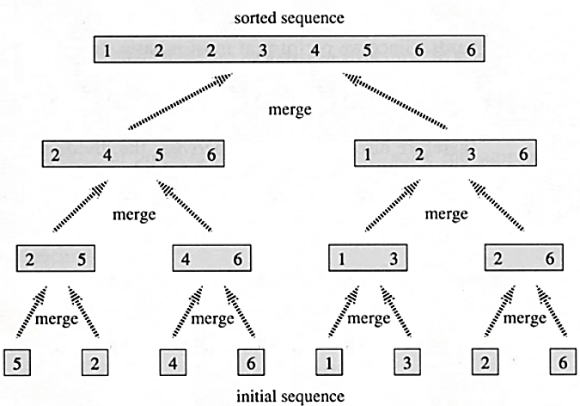 sorted sequence
1 2 2 3 4 5 6 6
merge
2 4 5 6 1 2 3 6
merge merge
2 5 4 6 1 3 2 6
merge merge merge merge
5 2 4 6 1 3 2 6
initial sequence